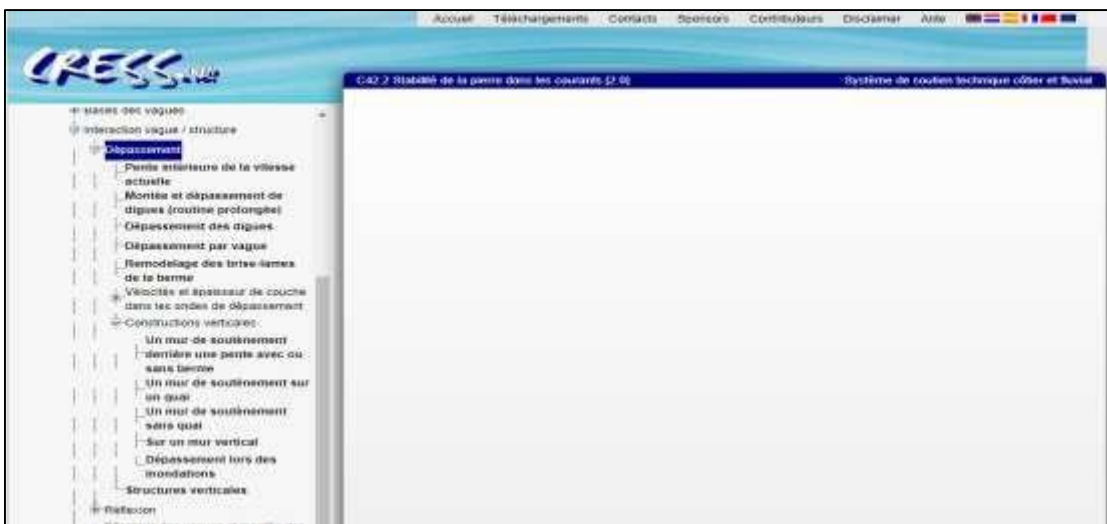 Accueil Téléchargements Contacts Sponsors Contributeurs Disclaimer Aide
CRESS.
C42.2 Stabilité de la pierre dans les courants (2.0) Système de soutien technique côtier et fluvial
Bases des vagues
Interaction vague / structure
Dépassement
Pente intérieure de la vitesse
actuelle
Montée et dépassement de
digues (routine prolongée)
Dépassement des digues
Dépassement par vague
Remodelage des brise-lames
de la berme
Vélocités et épaisseur de couche
dans les ondes de dépassement
Constructions verticales
Un mur de soutènement
derrière une pente avec ou
sans berme
Un mur de soutènement sur
un quai
Un mur de soutènement
sans quai
Sur un mur vertical
Dépassement lors des
inondations
Structures verticales
Réflexion